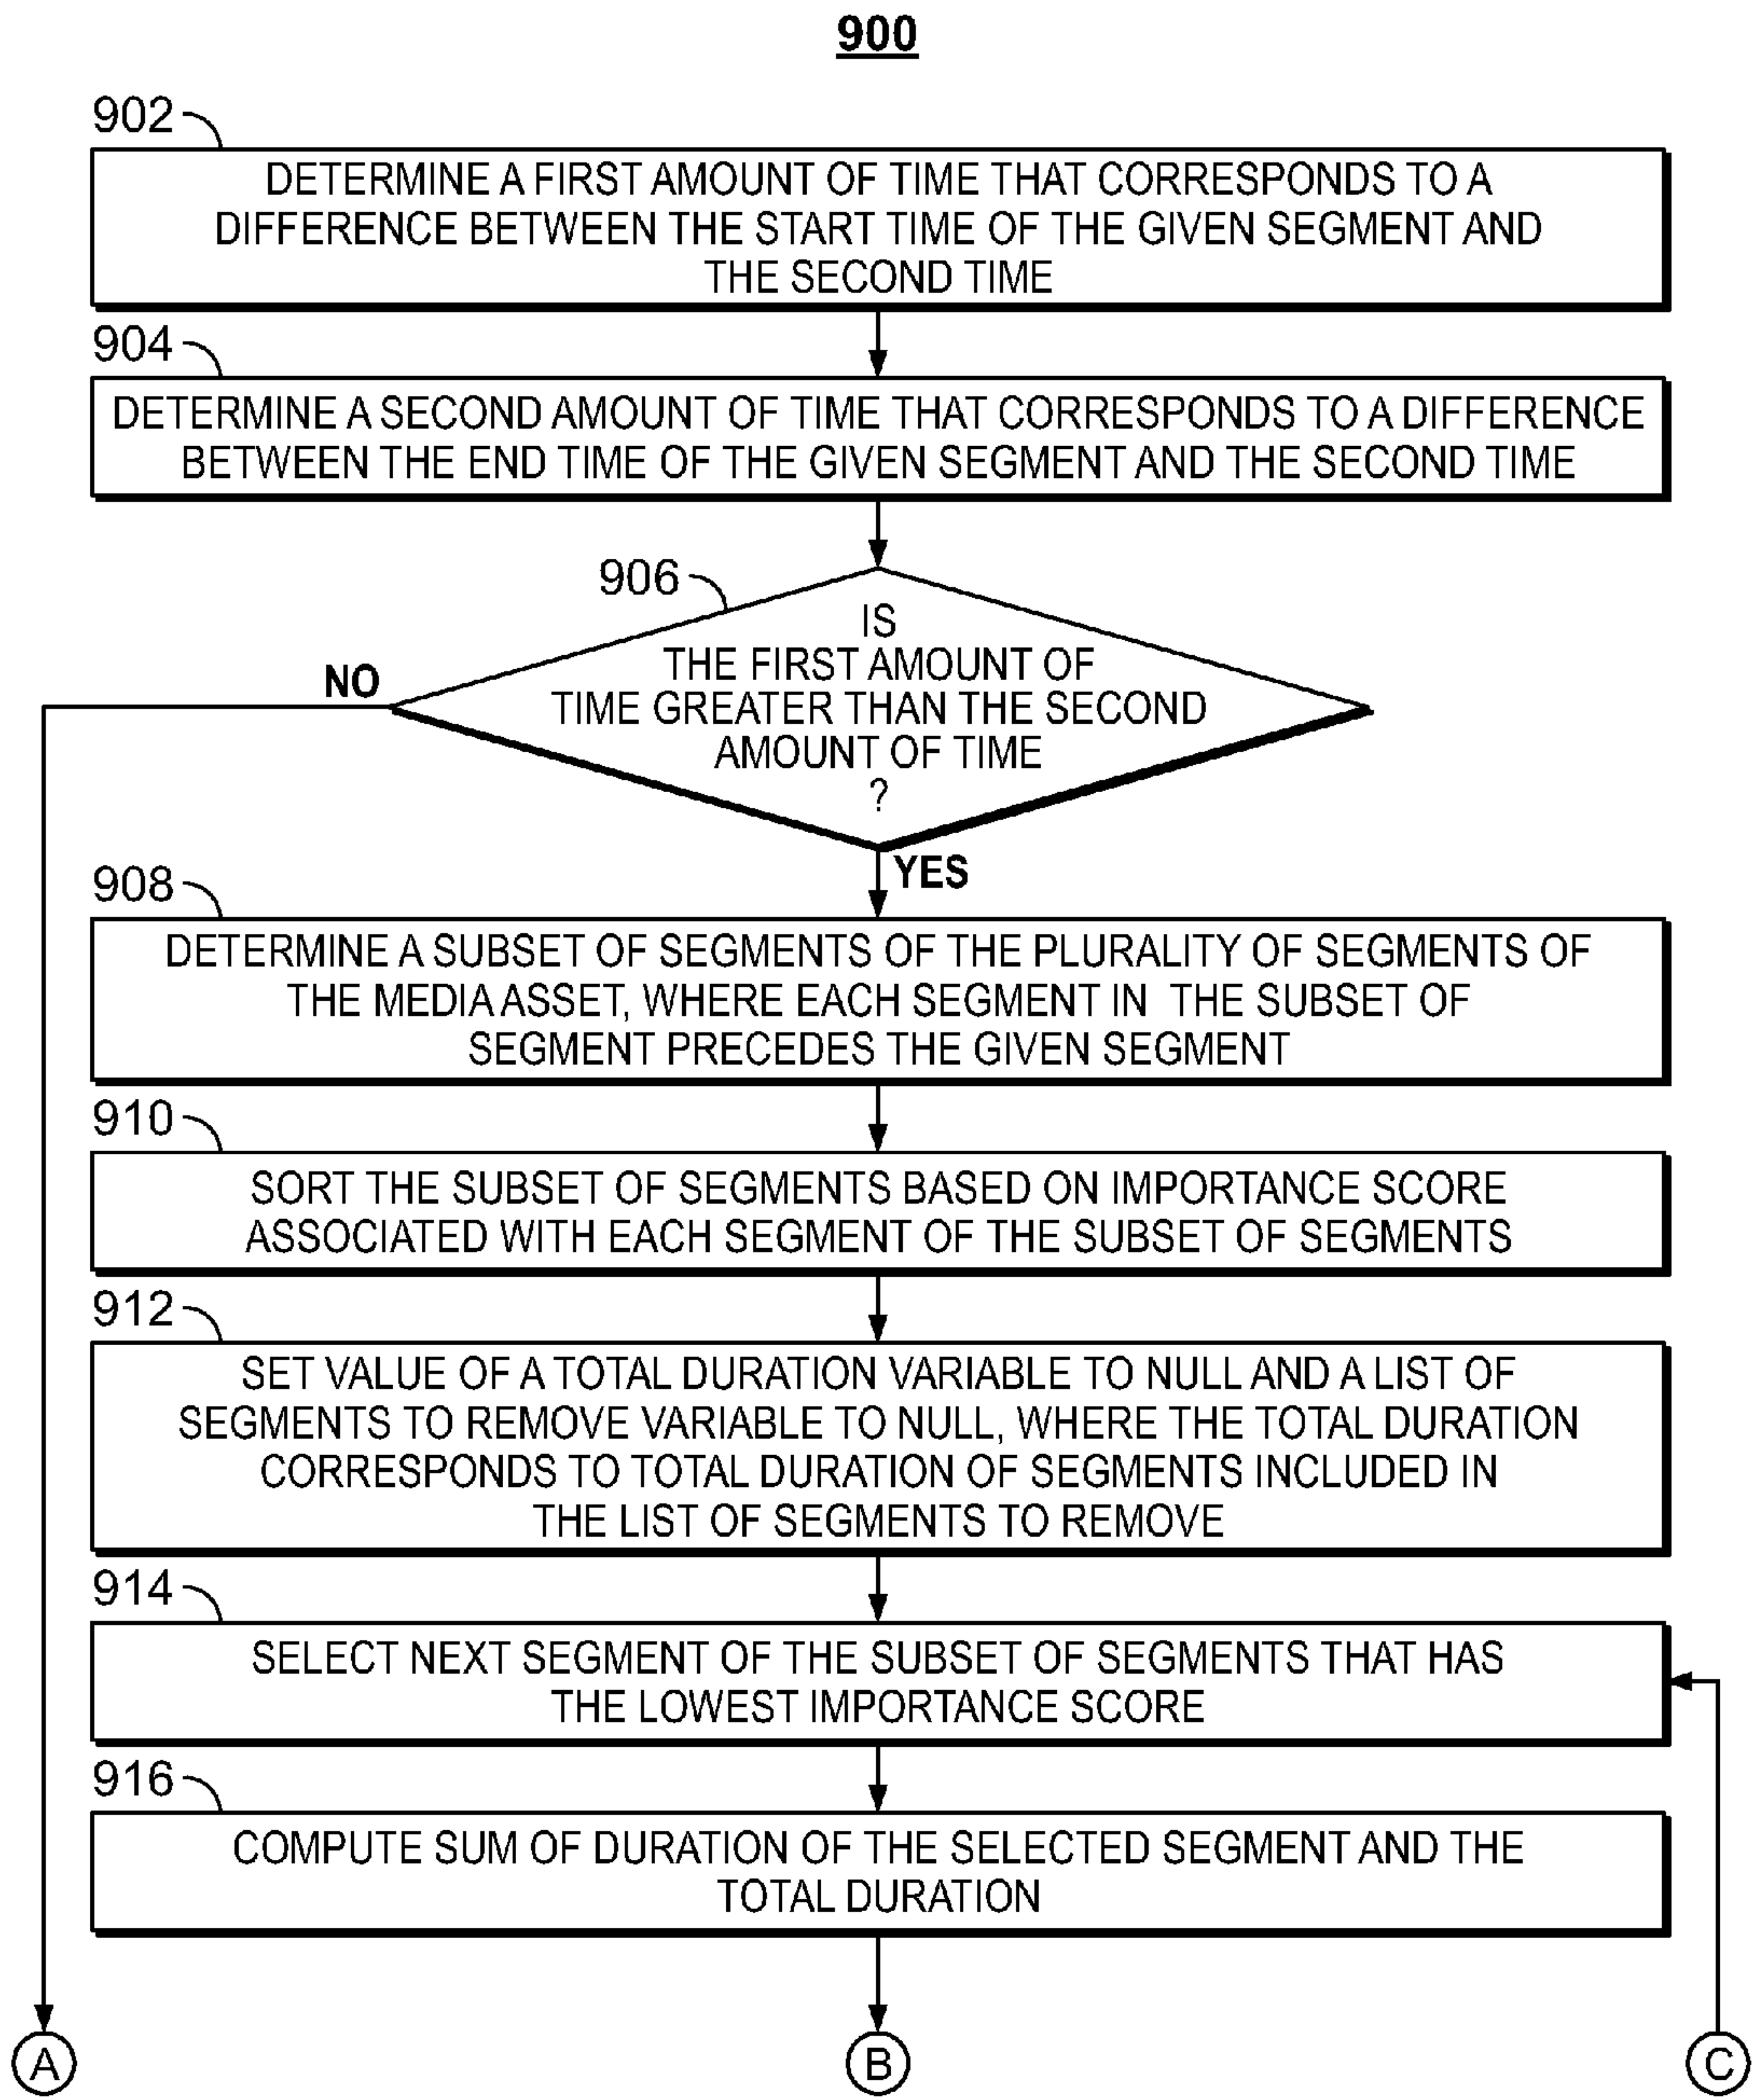 900
902
DETERMINE A FIRST AMOUNT OF TIME THAT CORRESPONDS TO A
DIFFERENCE BETWEEN THE START TIME OF THE GIVEN SEGMENT AND
THE SECOND TIME
904
DETERMINE A SECOND AMOUNT OF TIME THAT CORRESPONDS TO A DIFFERENCE
BETWEEN THE END TIME OF THE GIVEN SEGMENT AND THE SECOND TIME
906
IS
THE FIRST AMOUNT OF
TIME GREATER THAN THE SECOND
AMOUNT OF TIME
?
NO
YES
908
DETERMINE A SUBSET OF SEGMENTS OF THE PLURALITY OF SEGMENTS OF
THE MEDIA ASSET, WHERE EACH SEGMENT IN THE SUBSET OF
SEGMENT PRECEDES THE GIVEN SEGMENT
910
SORT THE SUBSET OF SEGMENTS BASED ON IMPORTANCE SCORE
ASSOCIATED WITH EACH SEGMENT OF THE SUBSET OF SEGMENTS
912
SET VALUE OF A TOTAL DURATION VARIABLE TO NULL AND A LIST OF
SEGMENTS TO REMOVE VARIABLE TO NULL, WHERE THE TOTAL DURATION
CORRESPONDS TO TOTAL DURATION OF SEGMENTS INCLUDED IN
THE LIST OF SEGMENTS TO REMOVE
914
SELECT NEXT SEGMENT OF THE SUBSET OF SEGMENTS THAT HAS
THE LOWEST IMPORTANCE SCORE
916
COMPUTE SUM OF DURATION OF THE SELECTED SEGMENT AND THE
TOTAL DURATION
A
B
C